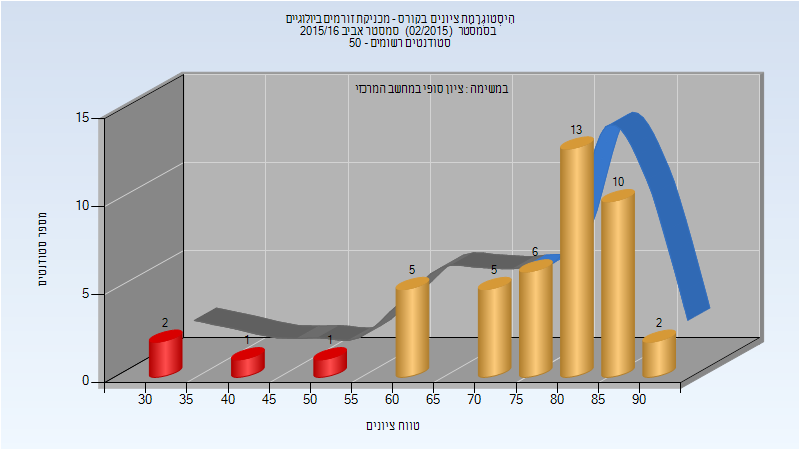 היסטוגרמת ציונים בקורס - מכניקת זורמים ביולוגיים
בסמסטר (02/2015) סמסטר אביב 2015/16
סטודנטים רשומים - 50
במשימה : ציון סופי במחשב המרכזי
מספר סטודנטים
15
10
5
0
2
1
1
5
5
6
13
10
2
30 35 40 45 50 55 60 65 70 75 80 85 90
טווח ציונים